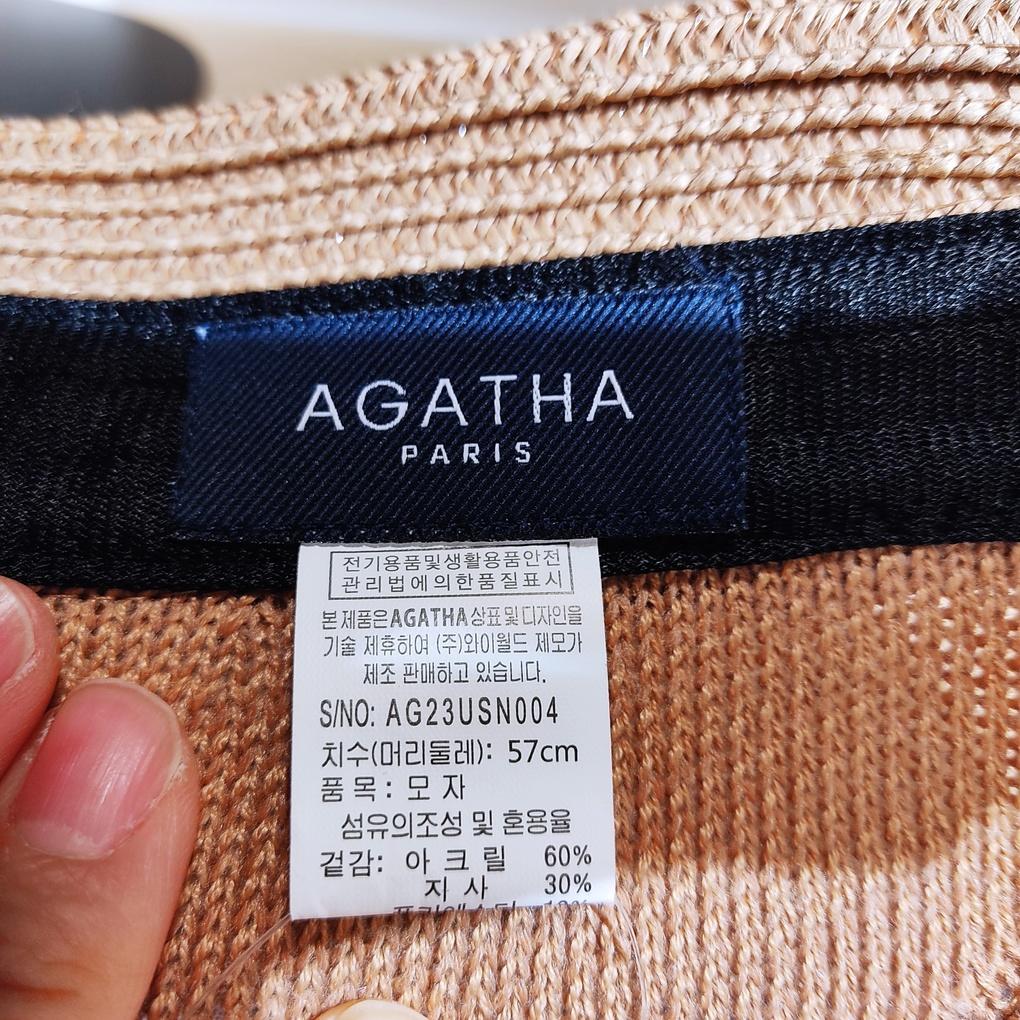 AGATHA
PARIS
전기용품및생활용품안전
관리법에의한품질표시
본 제품은AGATHA상표 및 디자인을
기술 제휴하여 (주)와이월드 제모가
제조 판매하고 있습니다.
S/NO: AG23USN004
치수(머리둘레): 57cm
품 목 : 모 자
섬유의조성 및 혼용율
겉감: 아 크 릴 60%
지 사 30%